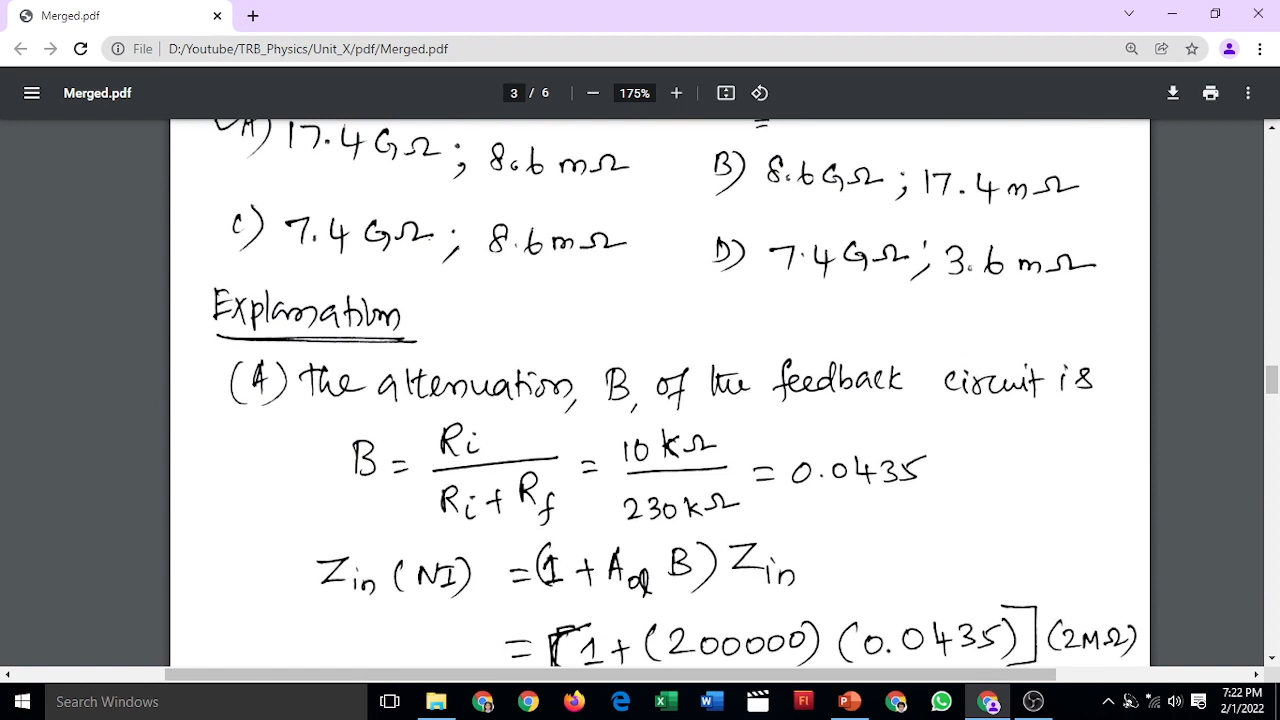 Merged.pdf
File | D:/Youtube/TRB_Physics/Unit_X/pdf/Merged.pdf
Merged.pdf 3 / 6 175%
(A) 17.4 GΩ ; 8.6 mΩ
B) 8.6 GΩ ; 17.4 mΩ
C) 7.4 GΩ ; 8.6 mΩ
D) 7.4 GΩ ; 3.6 mΩ
Explanation
(A) the attenuation, B, of the feedback circuit is
B = Ri / Ri + Rf = 10 kΩ / 230 kΩ = 0.0435
Zin (NI) = (1 + Aol B) Zin
= [1 + (200000) (0.0435)] (2MΩ)
Search Windows
7:22 PM
2/1/2022